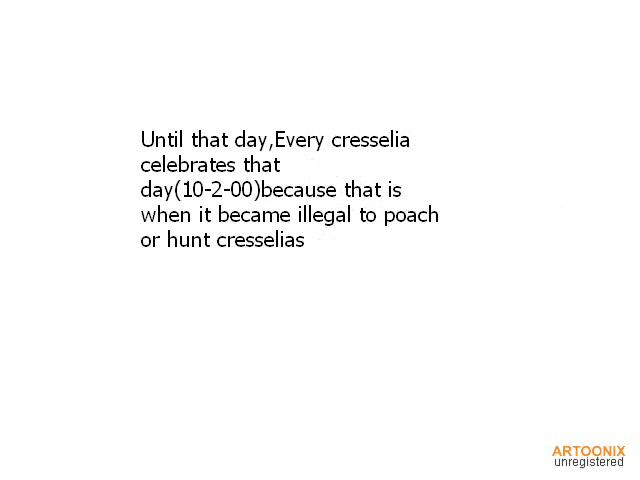 Until that day,Every cresselia
celebrates that
day(10-2-00)because that is
when it became illegal to poach
or hunt cresselias
ARTOONIX
unregistered